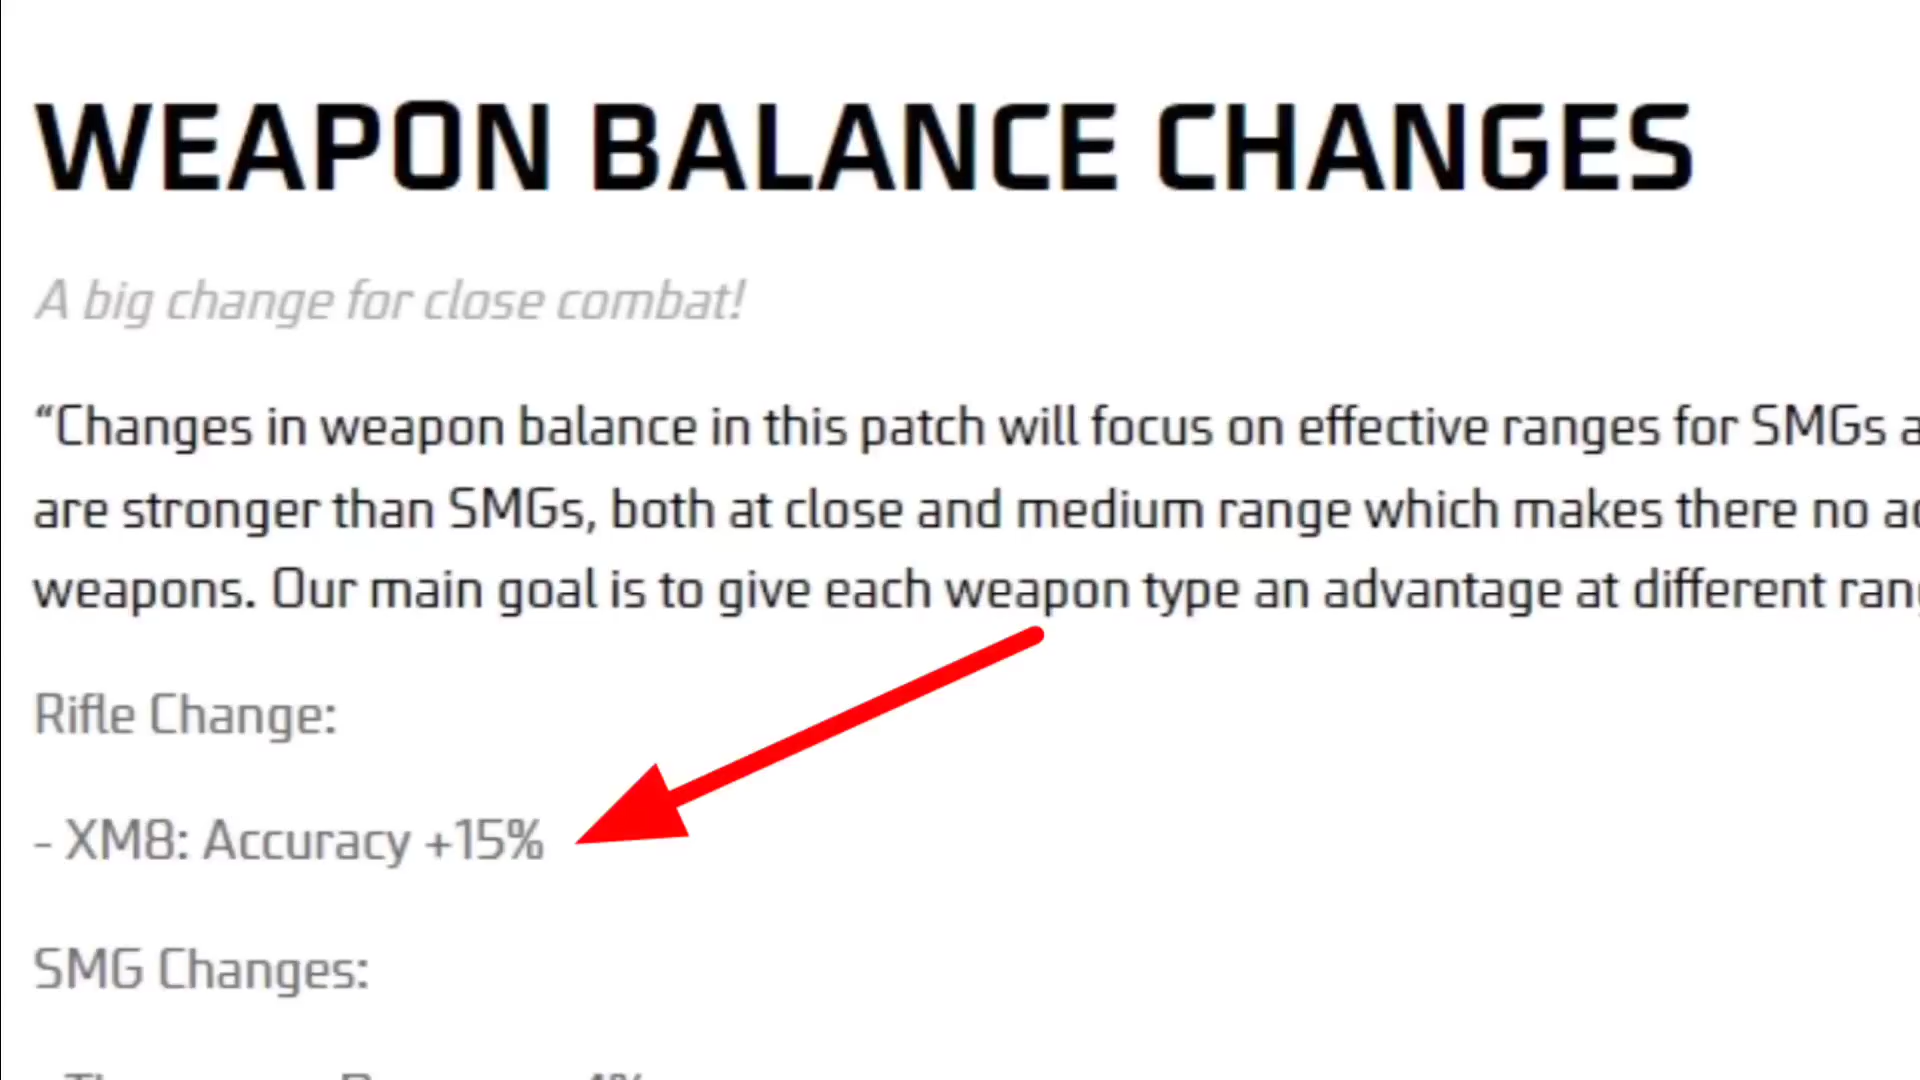 WEAPON BALANCE CHANGES
A big change for close combat!
“Changes in weapon balance in this patch will focus on effective ranges for SMGs
are stronger than SMGs, both at close and medium range which makes there no
weapons. Our main goal is to give each weapon type an advantage at different
Rifle Change:
- XM8: Accuracy +15%
SMG Changes: